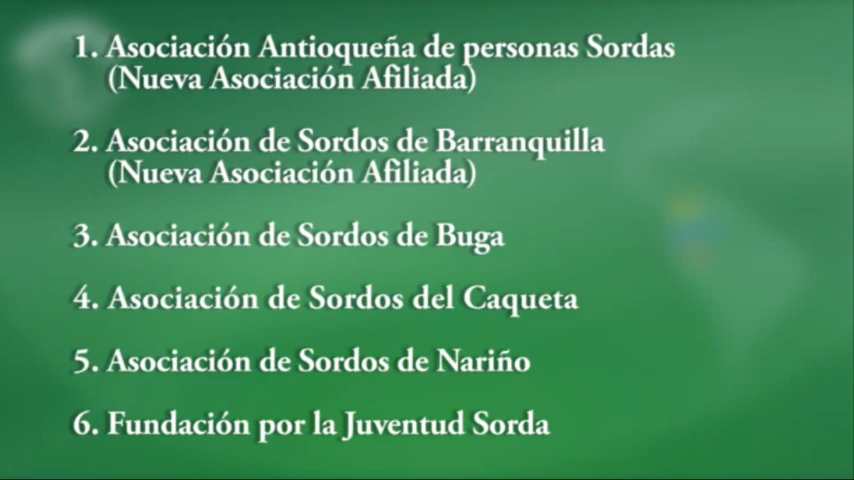 1. Asociación Antioqueña de personas Sordas
(Nueva Asociación Afiliada)
2. Asociación de Sordos de Barranquilla
(Nueva Asociación Afiliada)
3. Asociación de Sordos de Buga
4. Asociación de Sordos del Caqueta
5. Asociación de Sordos de Nariño
6. Fundación por la Juventud Sorda